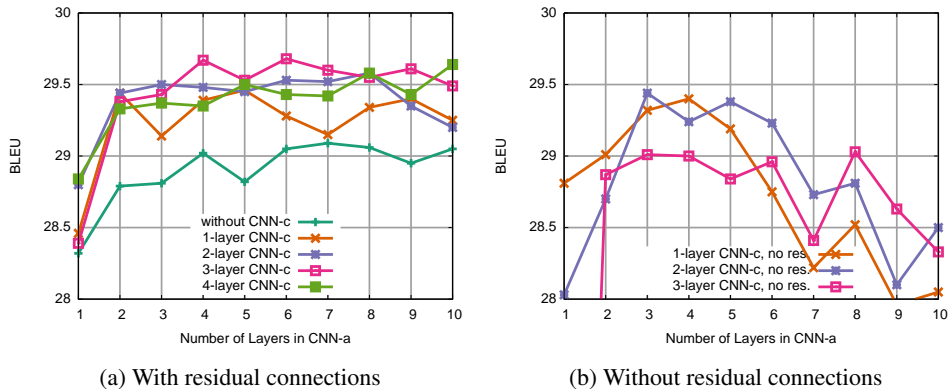 30
29.5
29
28.5
28
BLEU
without CNN-c
1-layer CNN-c
2-layer CNN-c
3-layer CNN-c
4-layer CNN-c
1 2 3 4 5 6 7 8 9 10
Number of Layers in CNN-a
(a) With residual connections
30
29.5
29
28.5
28
BLEU
1-layer CNN-c, no res.
2-layer CNN-c, no res.
3-layer CNN-c, no res.
1 2 3 4 5 6 7 8 9 10
Number of Layers in CNN-a
(b) Without residual connections